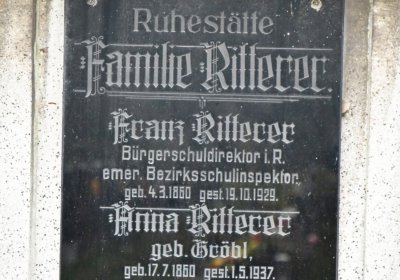 Ruhestätte
Familie Ritterer.
Franz Ritterer
Bürgerschuldirektor i. R.
emer. Bezirksschulinspektor,
geb. 4.3.1860 gest. 19.10.1929.
Anna Ritterer
geb. Gröbl,
geb. 17.7.1860 gest. 1.5.1937.